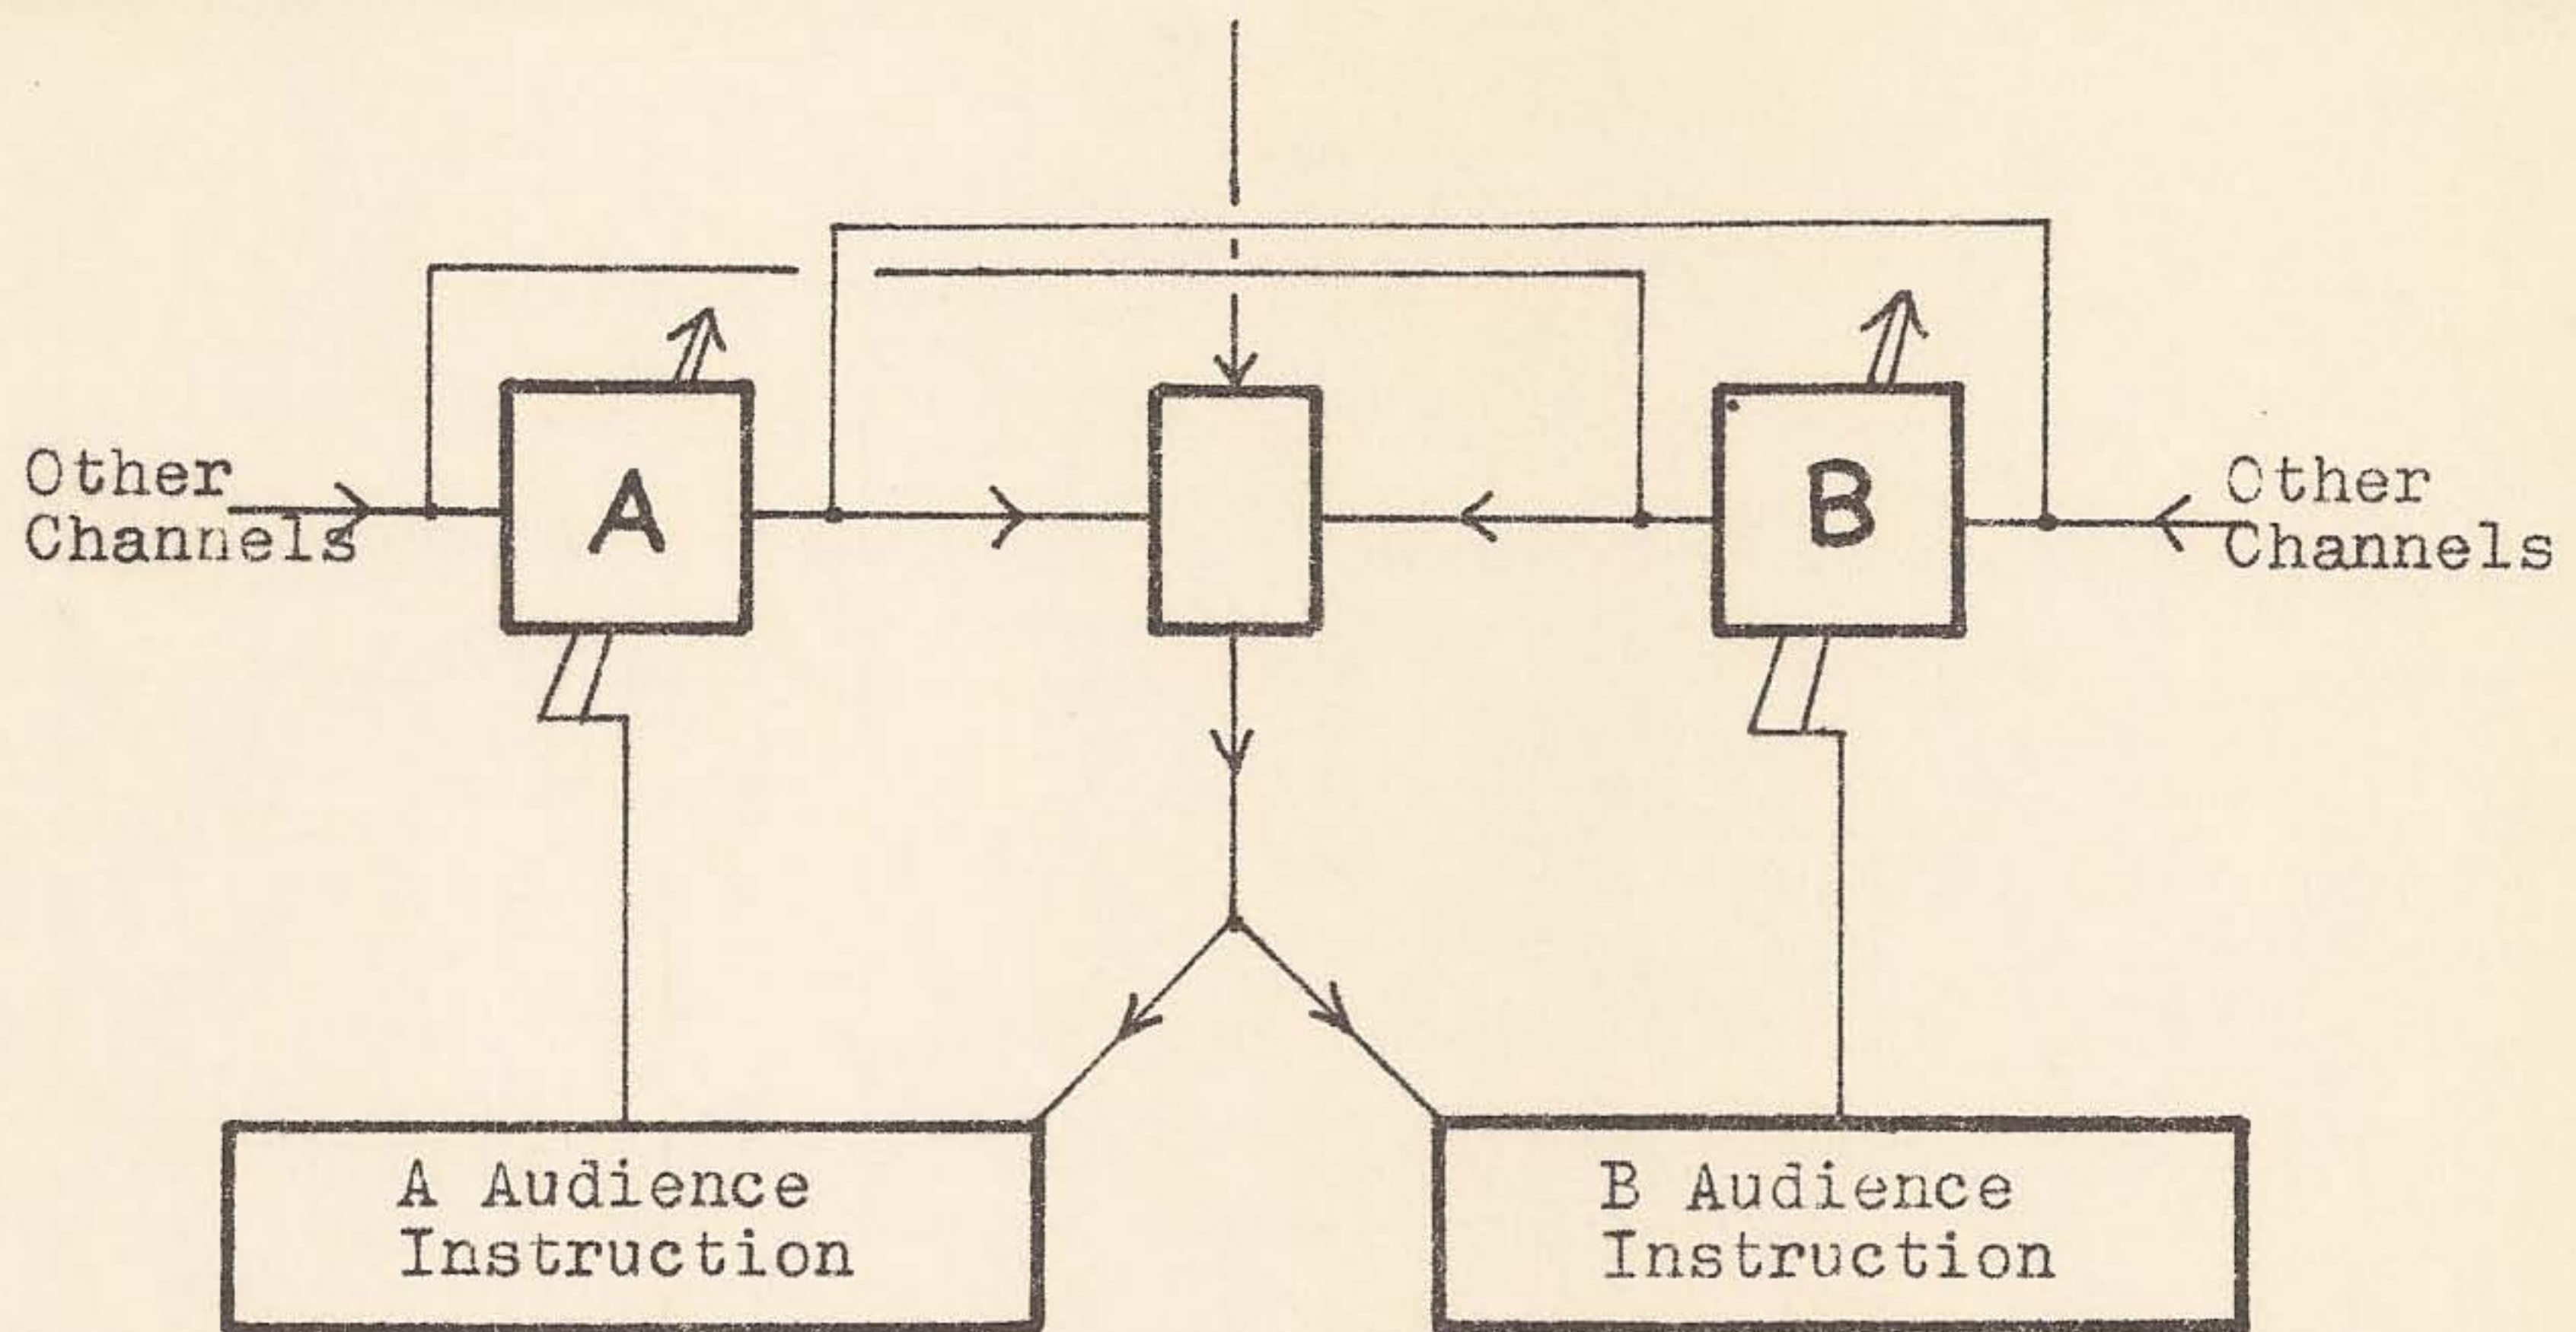 Other
Channels
A
B
Other
Channels
A Audience
Instruction
B Audience
Instruction